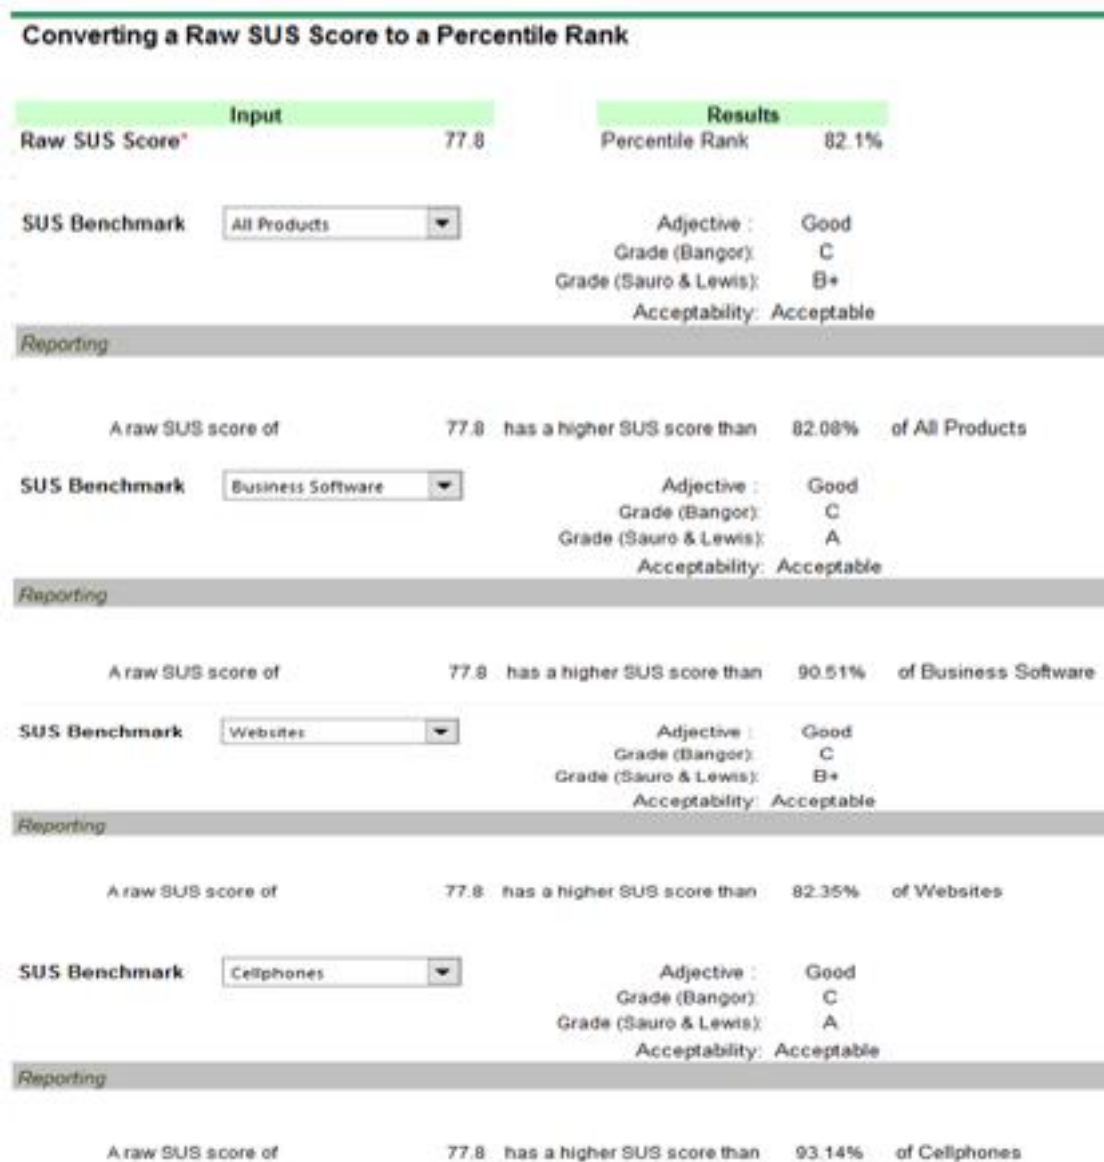 Converting a Raw SUS Score to a Percentile Rank
Input Results
Raw SUS Score* 77.8 Percentile Rank 82.1%
SUS Benchmark All Products Adjective : Good
Grade (Bangor): C
Grade (Sauro & Lewis): B+
Acceptability: Acceptable
Reporting
A raw SUS score of 77.8 has a higher SUS score than 82.08% of All Products
SUS Benchmark Business Software Adjective : Good
Grade (Bangor): C
Grade (Sauro & Lewis): A
Acceptability: Acceptable
Reporting
A raw SUS score of 77.8 has a higher SUS score than 90.51% of Business Software
SUS Benchmark Websites Adjective : Good
Grade (Bangor): C
Grade (Sauro & Lewis): B+
Acceptability: Acceptable
Reporting
A raw SUS score of 77.8 has a higher SUS score than 82.35% of Websites
SUS Benchmark Cellphones Adjective : Good
Grade (Bangor): C
Grade (Sauro & Lewis): A
Acceptability: Acceptable
Reporting
A raw SUS score of 77.8 has a higher SUS score than 93.14% of Cellphones